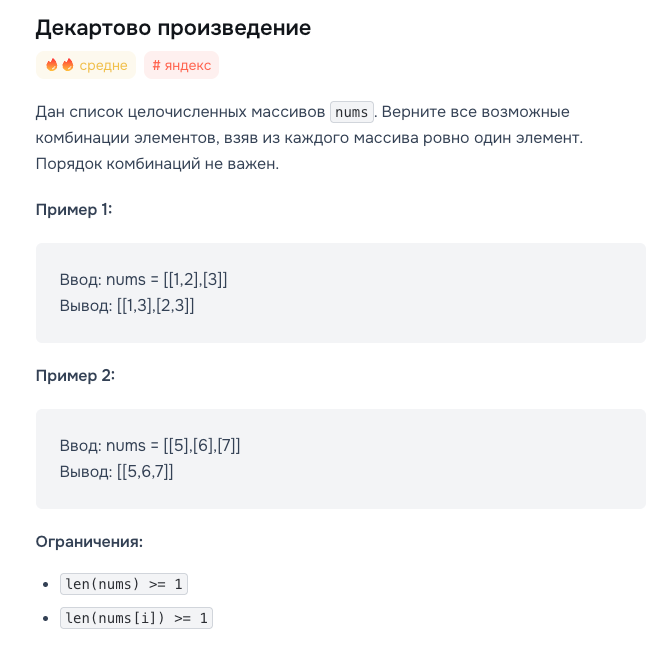 Декартово произведение
средне
# яндекс
Дан список целочисленных массивов nums. Верните все возможные
комбинации элементов, взяв из каждого массива ровно один элемент.
Порядок комбинаций не важен.
Пример 1:
Ввод: nums = [[1,2],[3]]
Вывод: [[1,3],[2,3]]
Пример 2:
Ввод: nums = [[5],[6],[7]]
Вывод: [[5,6,7]]
Ограничения:
len(nums) >= 1
len(nums[i]) >= 1